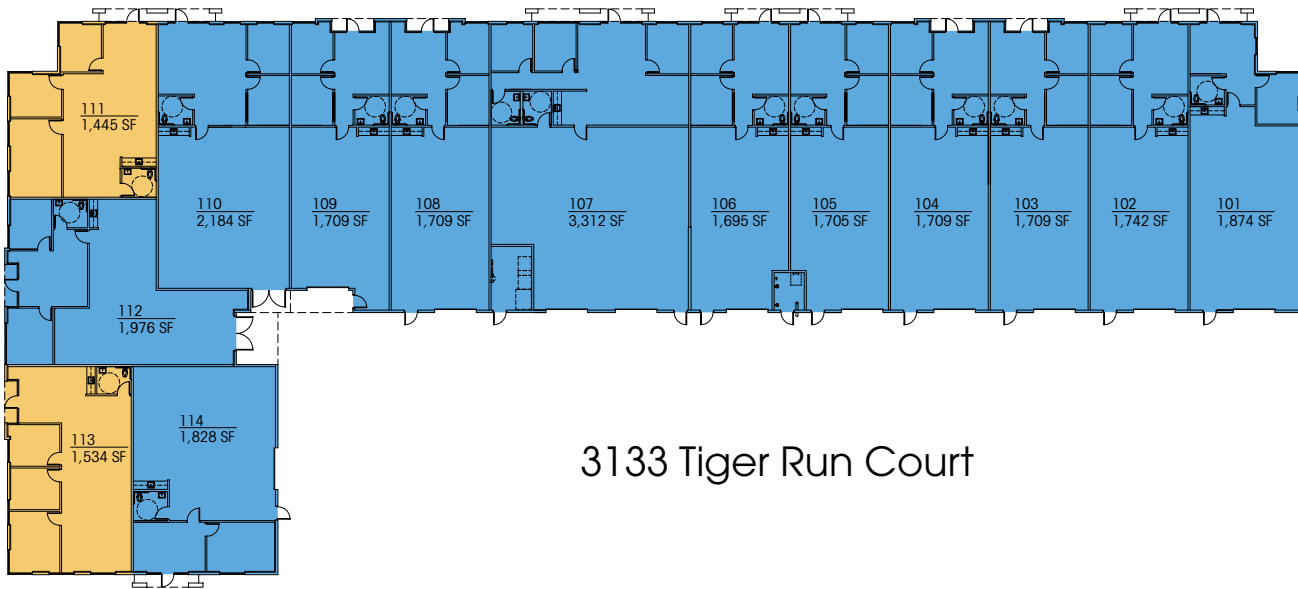 111
1,445 SF
110
2,184 SF
109
1,709 SF
108
1,709 SF
107
3,312 SF
106
1,695 SF
105
1,705 SF
104
1,709 SF
103
1,709 SF
102
1,742 SF
101
1,874 SF
112
1,976 SF
113
1,534 SF
114
1,828 SF
3133 Tiger Run Court